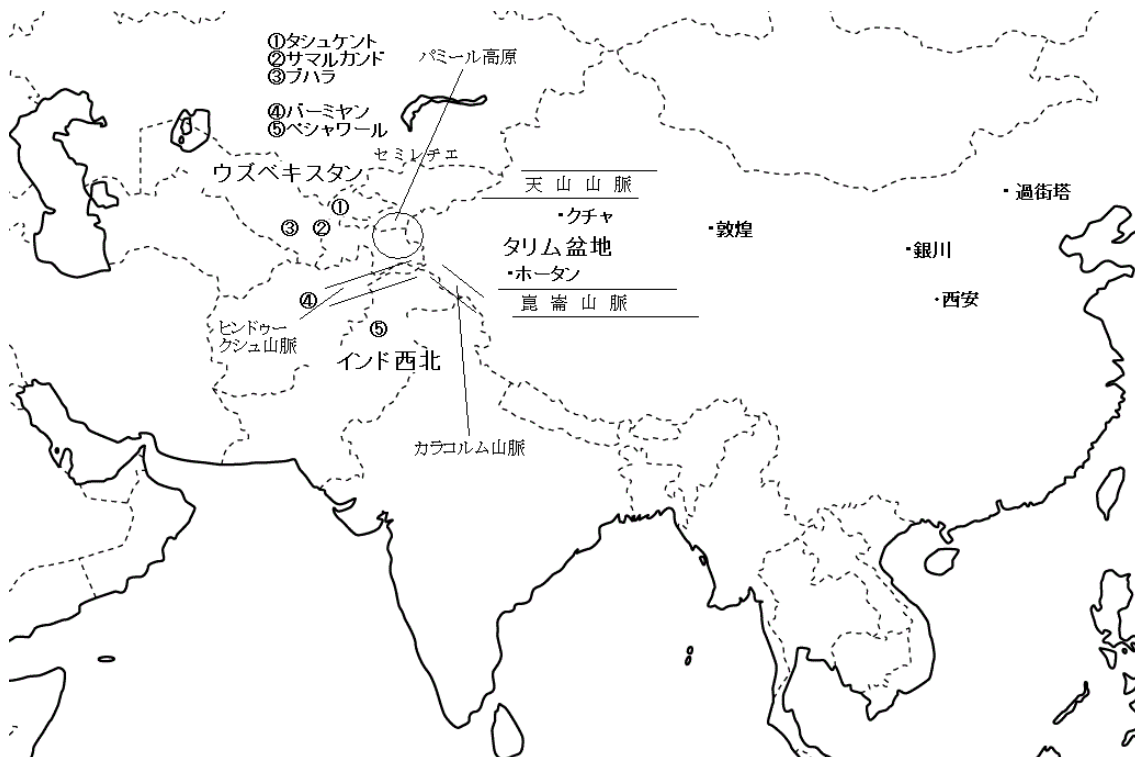 ①タシュケント
②サマルカンド
③ブハラ
パミール高原
④バーミヤン
⑤ペシャワール
セミレチエ
ウズベキスタン
天山山脈
①
・クチャ
③
②
タリム盆地
・ホータン
崑崙山脈
④
ヒンドゥー
クシュ山脈
⑤
インド西北
カラコルム山脈
・敦煌
・過街塔
・銀川
・西安